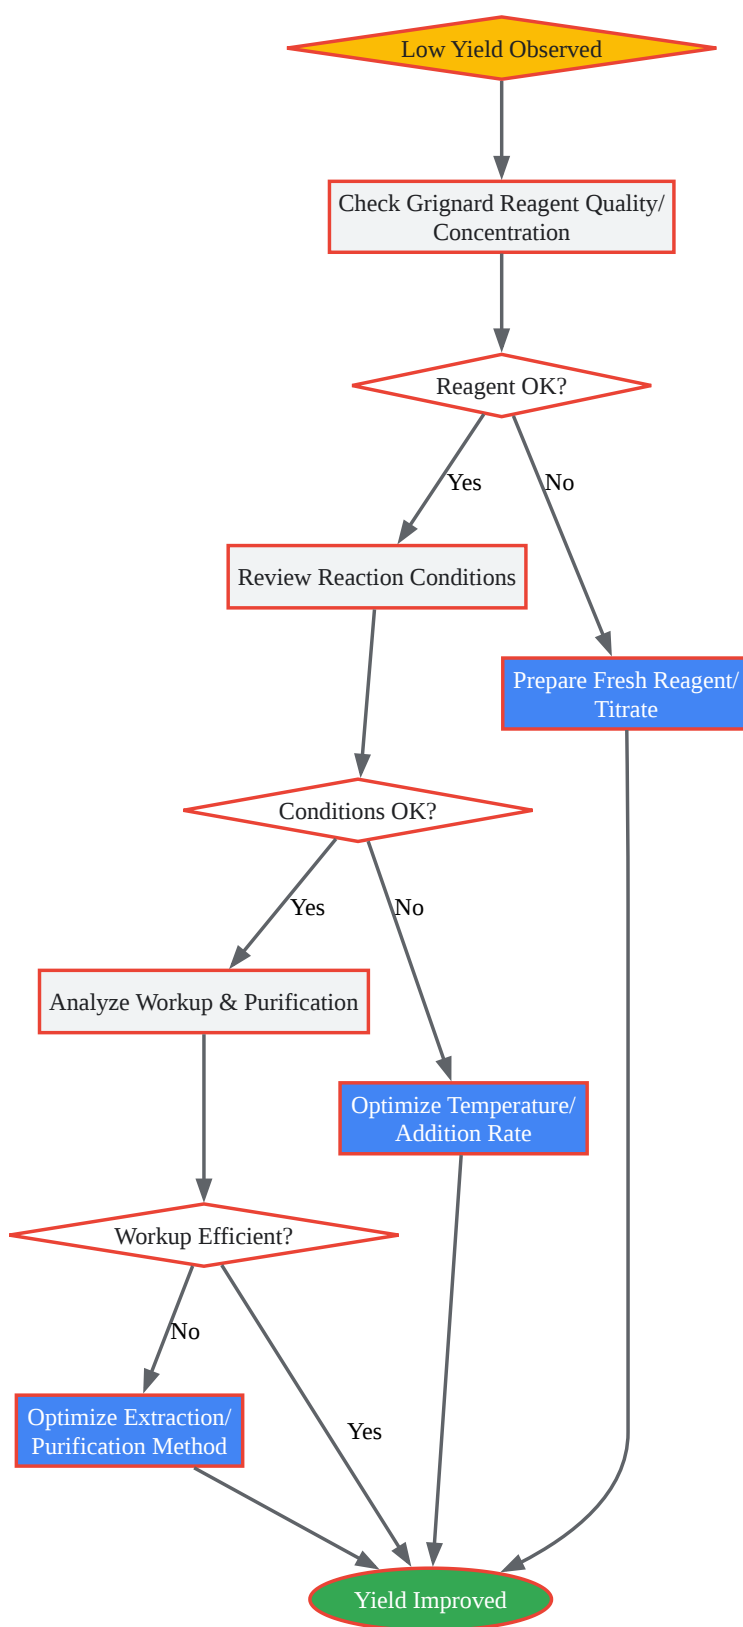 Low Yield Observed
Check Grignard Reagent Quality/
Concentration
Reagent OK?
Yes
No
Review Reaction Conditions
Prepare Fresh Reagent/
Titrate
Conditions OK?
Yes
No
Analyze Workup & Purification
Optimize Temperature/
Addition Rate
Workup Efficient?
No
Optimize Extraction/
Purification Method
Yes
Yield Improved